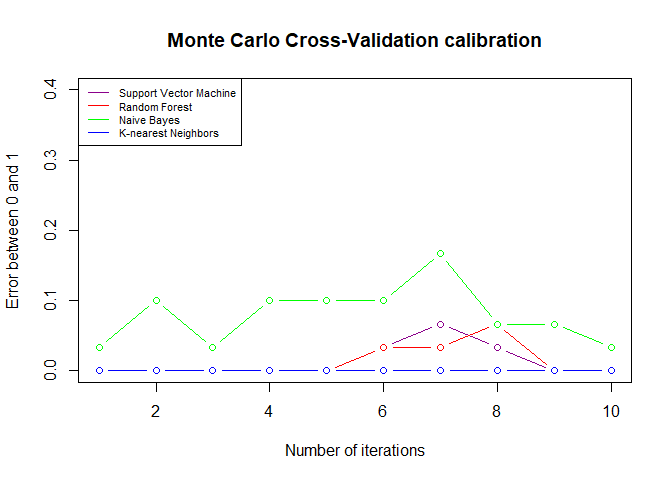 Monte Carlo Cross-Validation calibration
Support Vector Machine
Random Forest
Naive Bayes
K-nearest Neighbors
Error between 0 and 1
0.4
0.3
0.2
0.1
0.0
2 4 6 8 10
Number of iterations